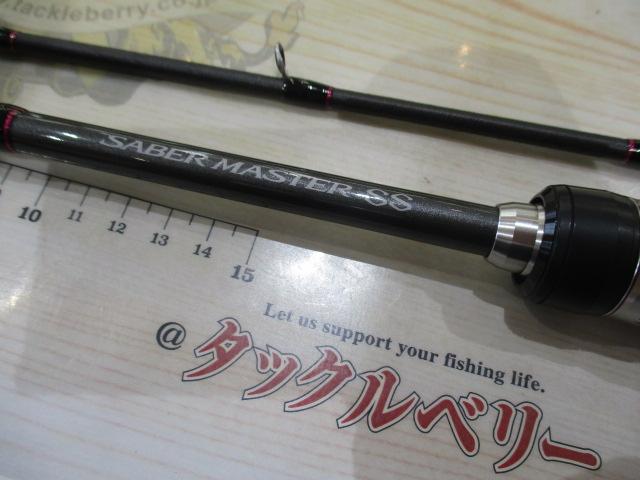 .tackleberry.co.jp/
SABER MASTER SS
10 11 12 13 14 15
Let us support your fishing life.
@タックルベリー